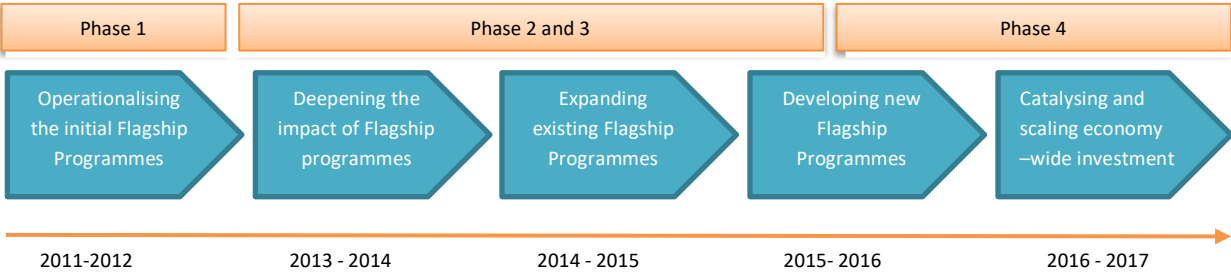 Phase 1
Phase 2 and 3
Phase 4
Operationalising
the initial Flagship
Programmes
Deepening the
impact of Flagship
programmes
Expanding
existing Flagship
Programmes
Developing new
Flagship
Programmes
Catalysing and
scaling economy
–wide investment
2011-2012
2013 - 2014
2014 - 2015
2015- 2016
2016 - 2017